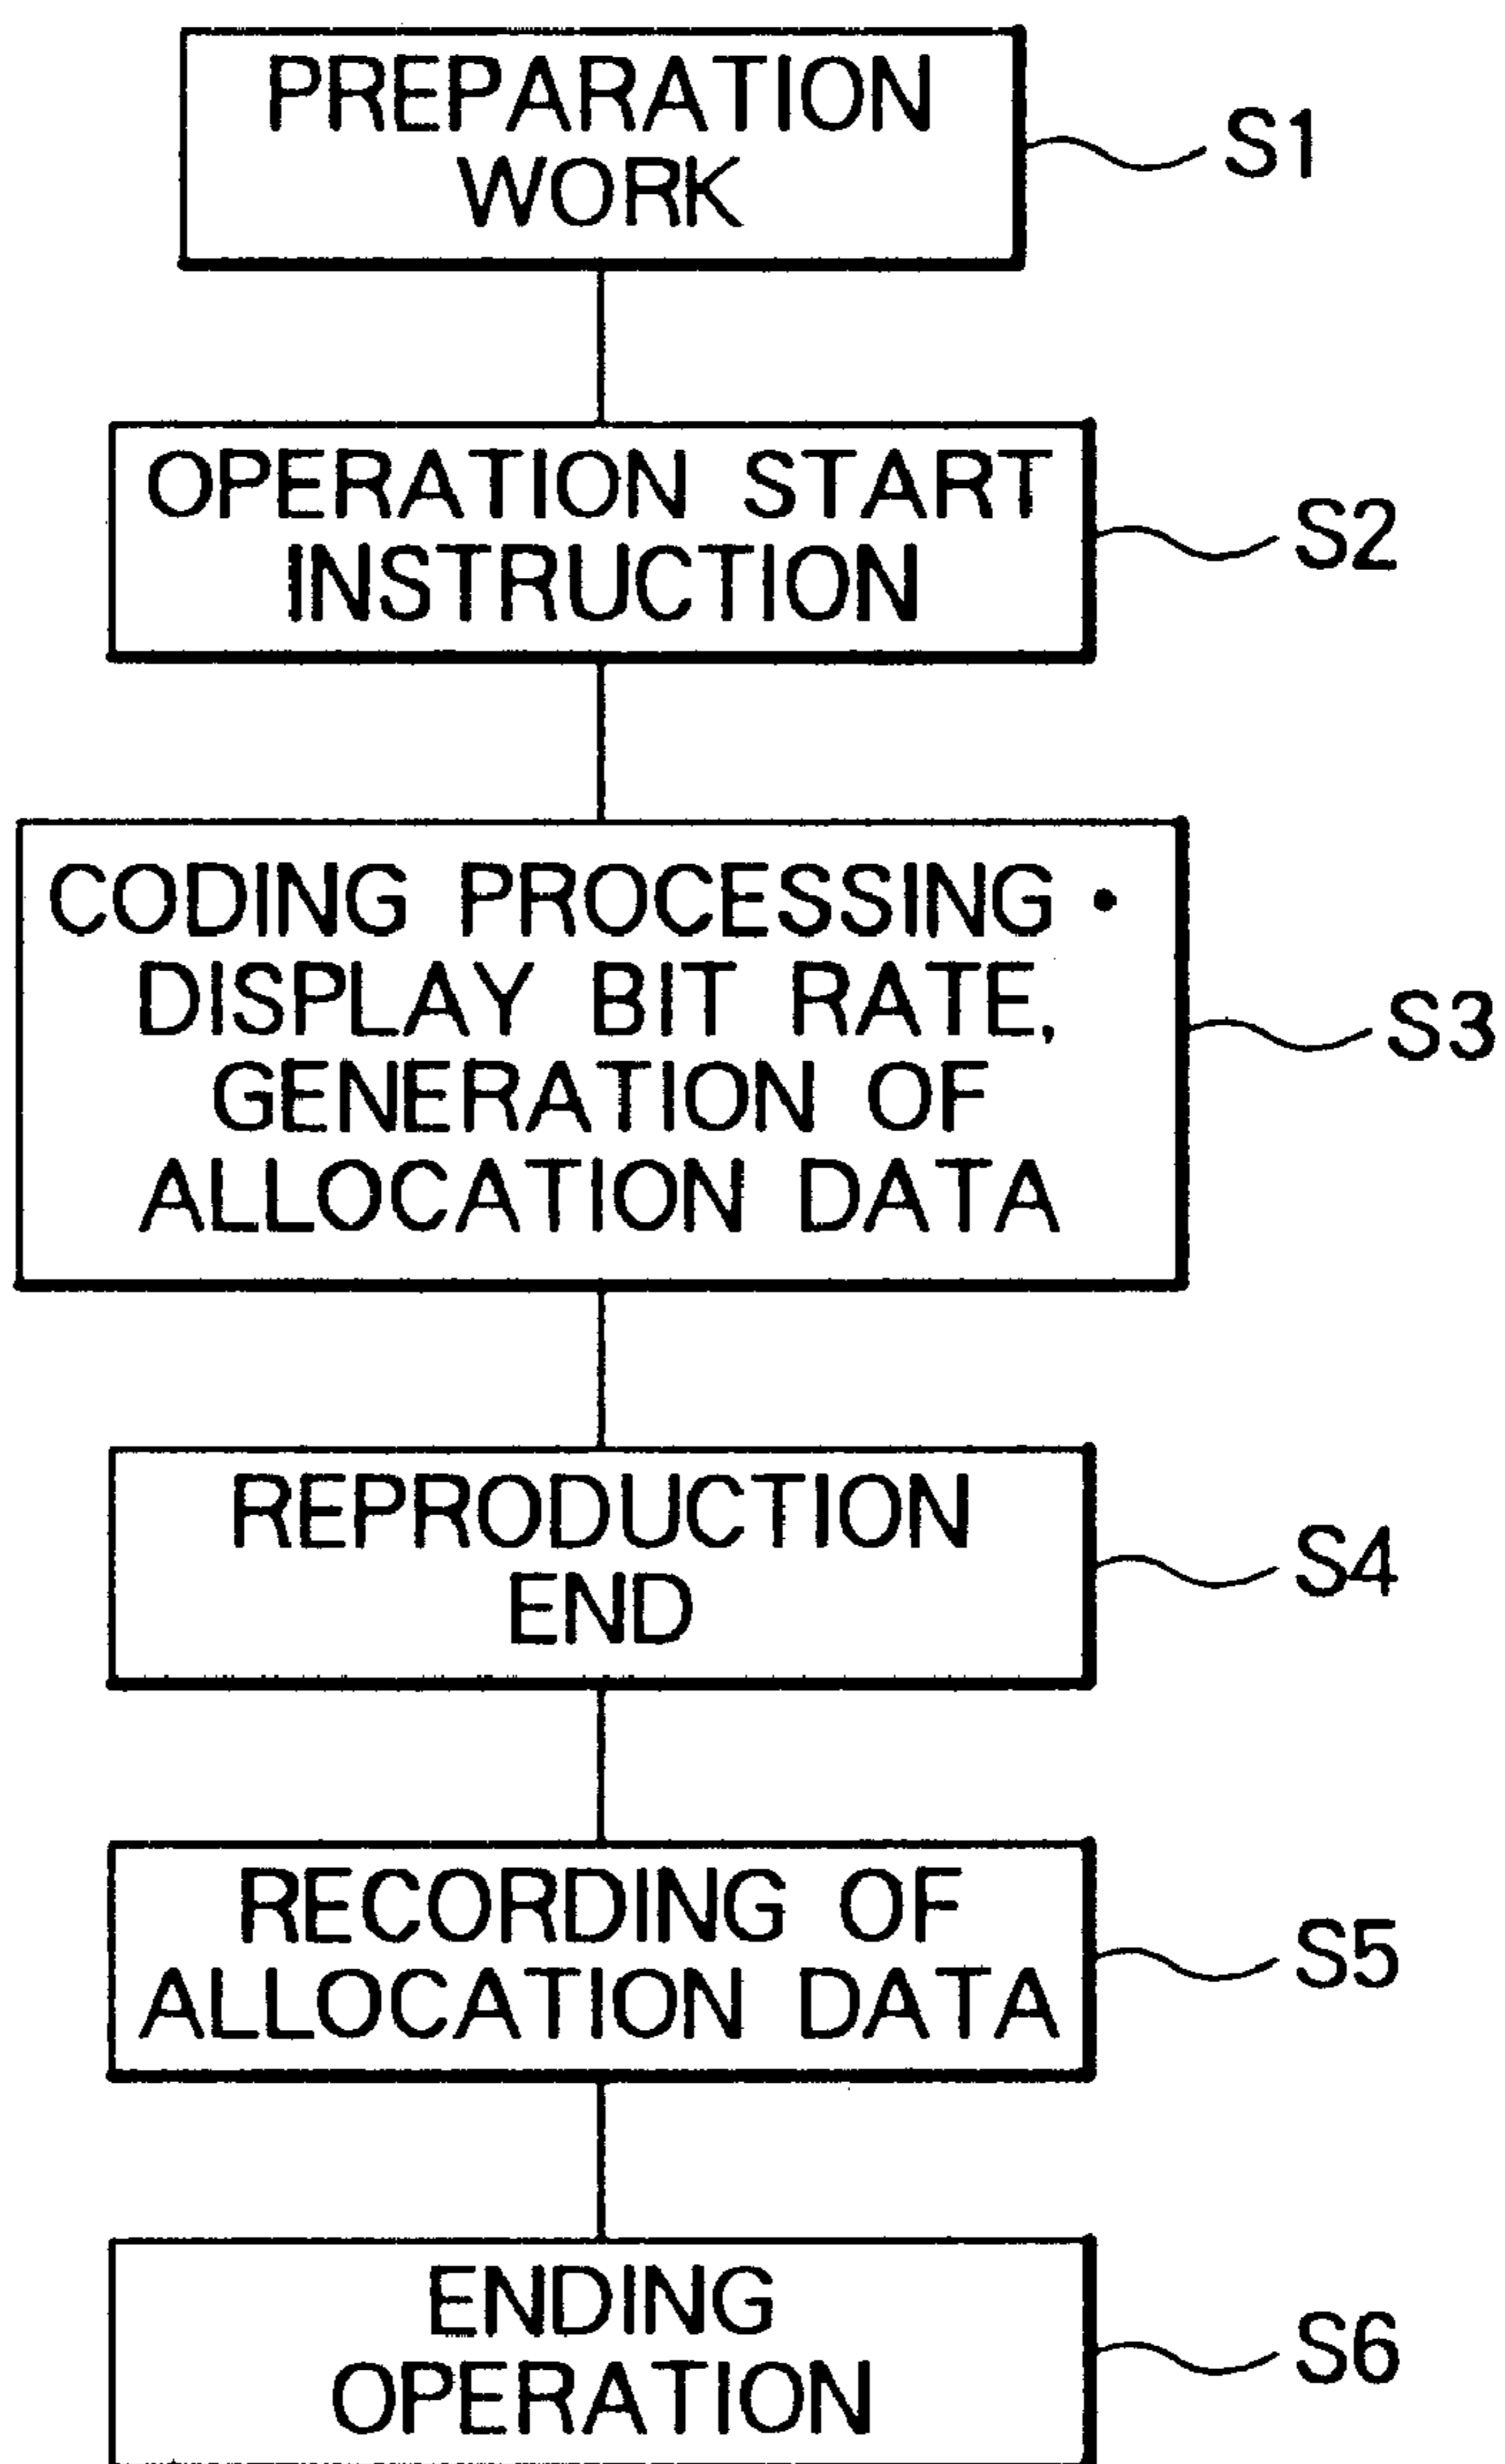 PREPARATION
WORK
S1
OPERATION START
INSTRUCTION
S2
CODING PROCESSING •
DISPLAY BIT RATE,
GENERATION OF
ALLOCATION DATA
S3
REPRODUCTION
END
S4
RECORDING OF
ALLOCATION DATA
S5
ENDING
OPERATION
S6